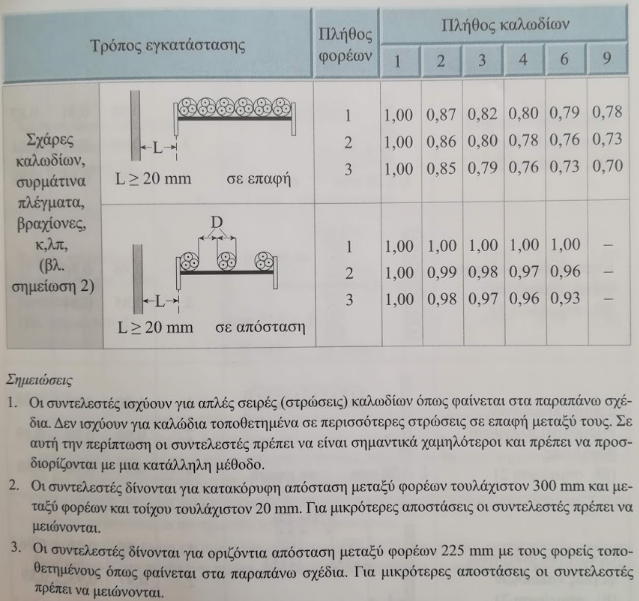 Τρόπος εγκατάστασης Πλήθος φορέων Πλήθος καλωδίων
1 2 3 4 6 9
Σχάρες καλωδίων, συρμάτινα πλέγματα, βραχίονες, κ,λπ, (βλ. σημείωση 2)
L
L ≥ 20 mm σε επαφή
1 1,00 0,87 0,82 0,80 0,79 0,78
2 1,00 0,86 0,80 0,78 0,76 0,73
3 1,00 0,85 0,79 0,76 0,73 0,70
D
L
L ≥ 20 mm σε απόσταση
1 1,00 1,00 1,00 1,00 1,00 –
2 1,00 0,99 0,98 0,97 0,96 –
3 1,00 0,98 0,97 0,96 0,93 –
Σημειώσεις
1. Οι συντελεστές ισχύουν για απλές σειρές (στρώσεις) καλωδίων όπως φαίνεται στα παραπάνω σχέ-
δια. Δεν ισχύουν για καλώδια τοποθετημένα σε περισσότερες στρώσεις σε επαφή μεταξύ τους. Σε
αυτή την περίπτωση οι συντελεστές πρέπει να είναι σημαντικά χαμηλότεροι και πρέπει να προσ-
διορίζονται με μια κατάλληλη μέθοδο.
2. Οι συντελεστές δίνονται για κατακόρυφη απόσταση μεταξύ φορέων τουλάχιστον 300 mm και με-
ταξύ φορέων και τοίχου τουλάχιστον 20 mm. Για μικρότερες αποστάσεις οι συντελεστές πρέπει να
μειώνονται.
3. Οι συντελεστές δίνονται για οριζόντια απόσταση μεταξύ φορέων 225 mm με τους φορείς τοπο-
θετημένους όπως φαίνεται στα παραπάνω σχέδια. Για μικρότερες αποστάσεις οι συντελεστές
πρέπει να μειώνονται.